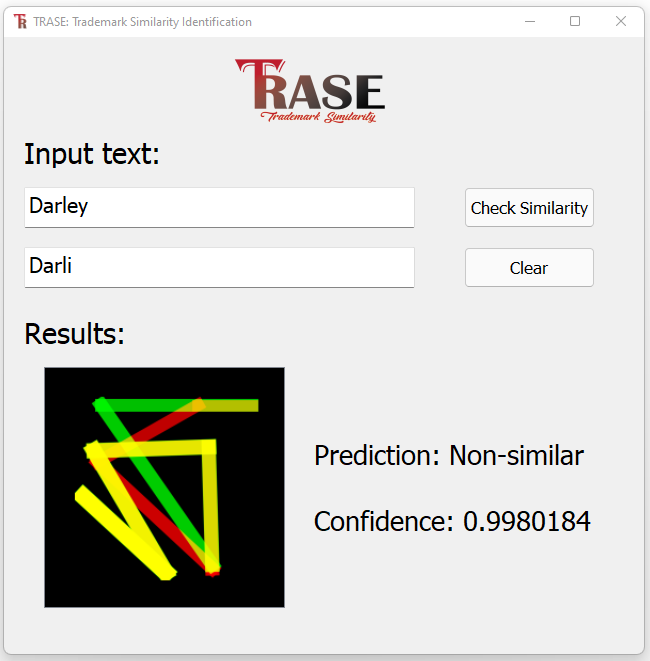 TRASE: Trademark Similarity Identification
TRASE
Trademark Similarity
Input text:
Darley
Check Similarity
Darli
Clear
Results:
Prediction: Non-similar
Confidence: 0.9980184